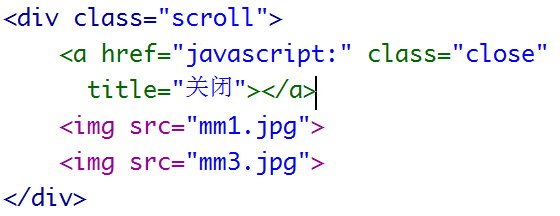 <div class="scroll">
    <a href="javascript:" class="close"
      title="关闭"></a>
    <img src="mm1.jpg">
    <img src="mm3.jpg">
</div>